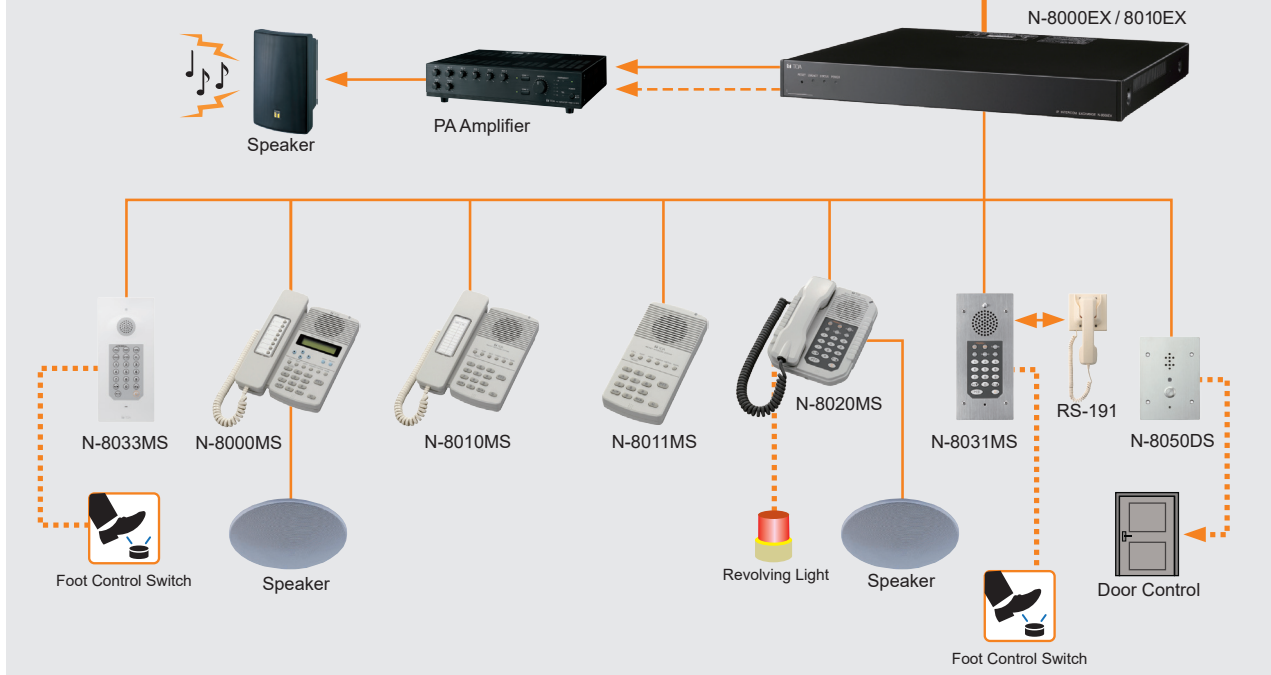 N-8000EX / 8010EX
TOA
PA Amplifier
Speaker
N-8033MS
N-8000MS
N-8010MS
N-8011MS
N-8020MS
N-8031MS
RS-191
N-8050DS
Foot Control Switch
Speaker
Revolving Light
Speaker
Door Control
Foot Control Switch